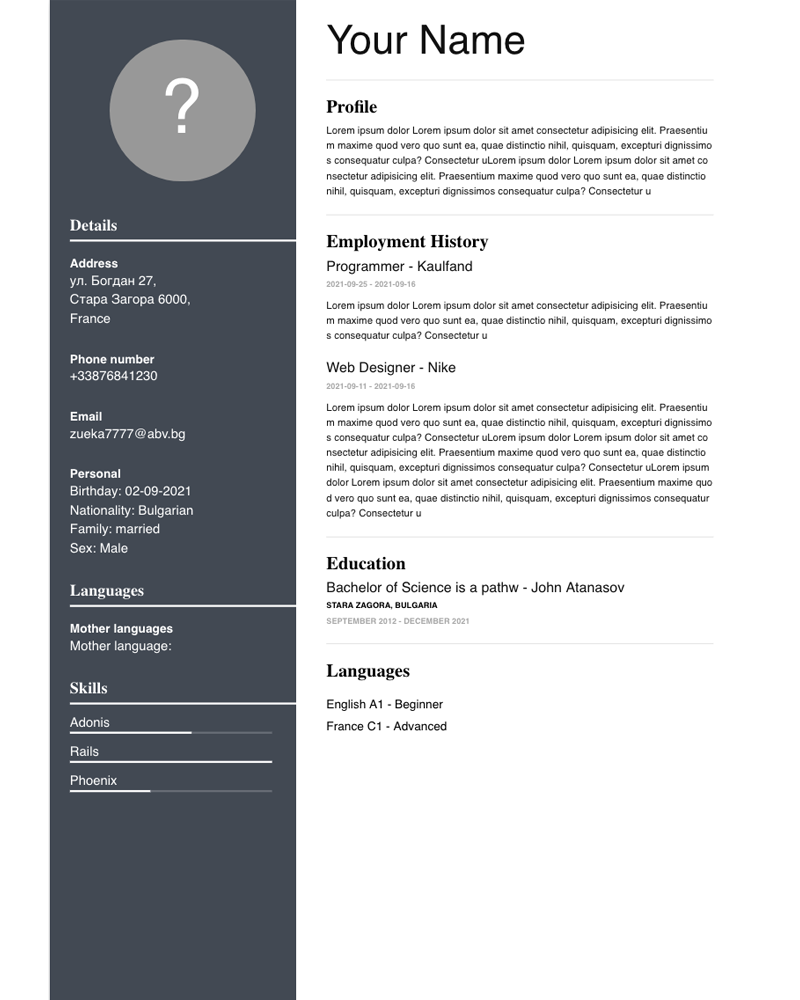 ?
Details
Address
ул. Богдан 27,
Стара Загора 6000,
France
Phone number
+33876841230
Email
zueka7777@abv.bg
Personal
Birthday: 02-09-2021
Nationality: Bulgarian
Family: married
Sex: Male
Languages
Mother languages
Mother language:
Skills
Adonis
Rails
Phoenix
Your Name
Profile
Lorem ipsum dolor Lorem ipsum dolor sit amet consectetur adipisicing elit. Praesentiu
m maxime quod vero quo sunt ea, quae distinctio nihil, quisquam, excepturi dignissimo
s consequatur culpa? Consectetur uLorem ipsum dolor Lorem ipsum dolor sit amet co
nsectetur adipisicing elit. Praesentium maxime quod vero quo sunt ea, quae distinctio
nihil, quisquam, excepturi dignissimos consequatur culpa? Consectetur u
Employment History
Programmer - Kaulfand
2021-09-25 - 2021-09-16
Lorem ipsum dolor Lorem ipsum dolor sit amet consectetur adipisicing elit. Praesentiu
m maxime quod vero quo sunt ea, quae distinctio nihil, quisquam, excepturi dignissimo
s consequatur culpa? Consectetur u
Web Designer - Nike
2021-09-11 - 2021-09-16
Lorem ipsum dolor Lorem ipsum dolor sit amet consectetur adipisicing elit. Praesentiu
m maxime quod vero quo sunt ea, quae distinctio nihil, quisquam, excepturi dignissimo
s consequatur culpa? Consectetur uLorem ipsum dolor Lorem ipsum dolor sit amet co
nsectetur adipisicing elit. Praesentium maxime quod vero quo sunt ea, quae distinctio
nihil, quisquam, excepturi dignissimos consequatur culpa? Consectetur uLorem ipsum
dolor Lorem ipsum dolor sit amet consectetur adipisicing elit. Praesentium maxime quo
d vero quo sunt ea, quae distinctio nihil, quisquam, excepturi dignissimos consequatur
culpa? Consectetur u
Education
Bachelor of Science is a pathw - John Atanasov
STARA ZAGORA, BULGARIA
SEPTEMBER 2012 - DECEMBER 2021
Languages
English A1 - Beginner
France C1 - Advanced